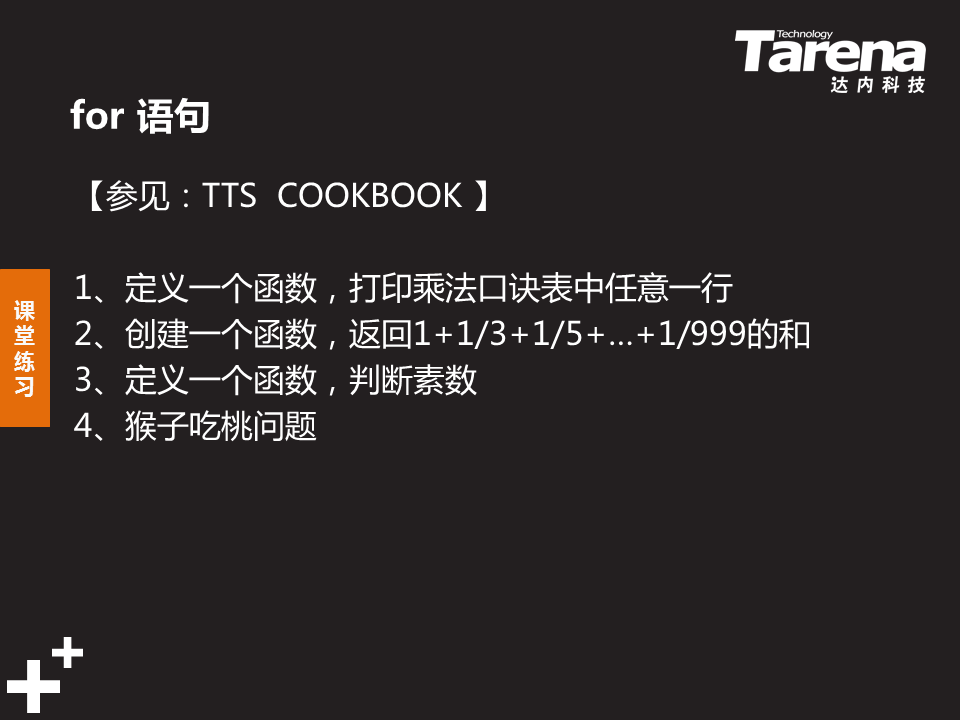 Technology
Tarena
达内科技
for 语句
【参见：TTS COOKBOOK 】
1、定义一个函数，打印乘法口诀表中任意一行
2、创建一个函数，返回1+1/3+1/5+…+1/999的和
3、定义一个函数，判断素数
4、猴子吃桃问题
课堂练习